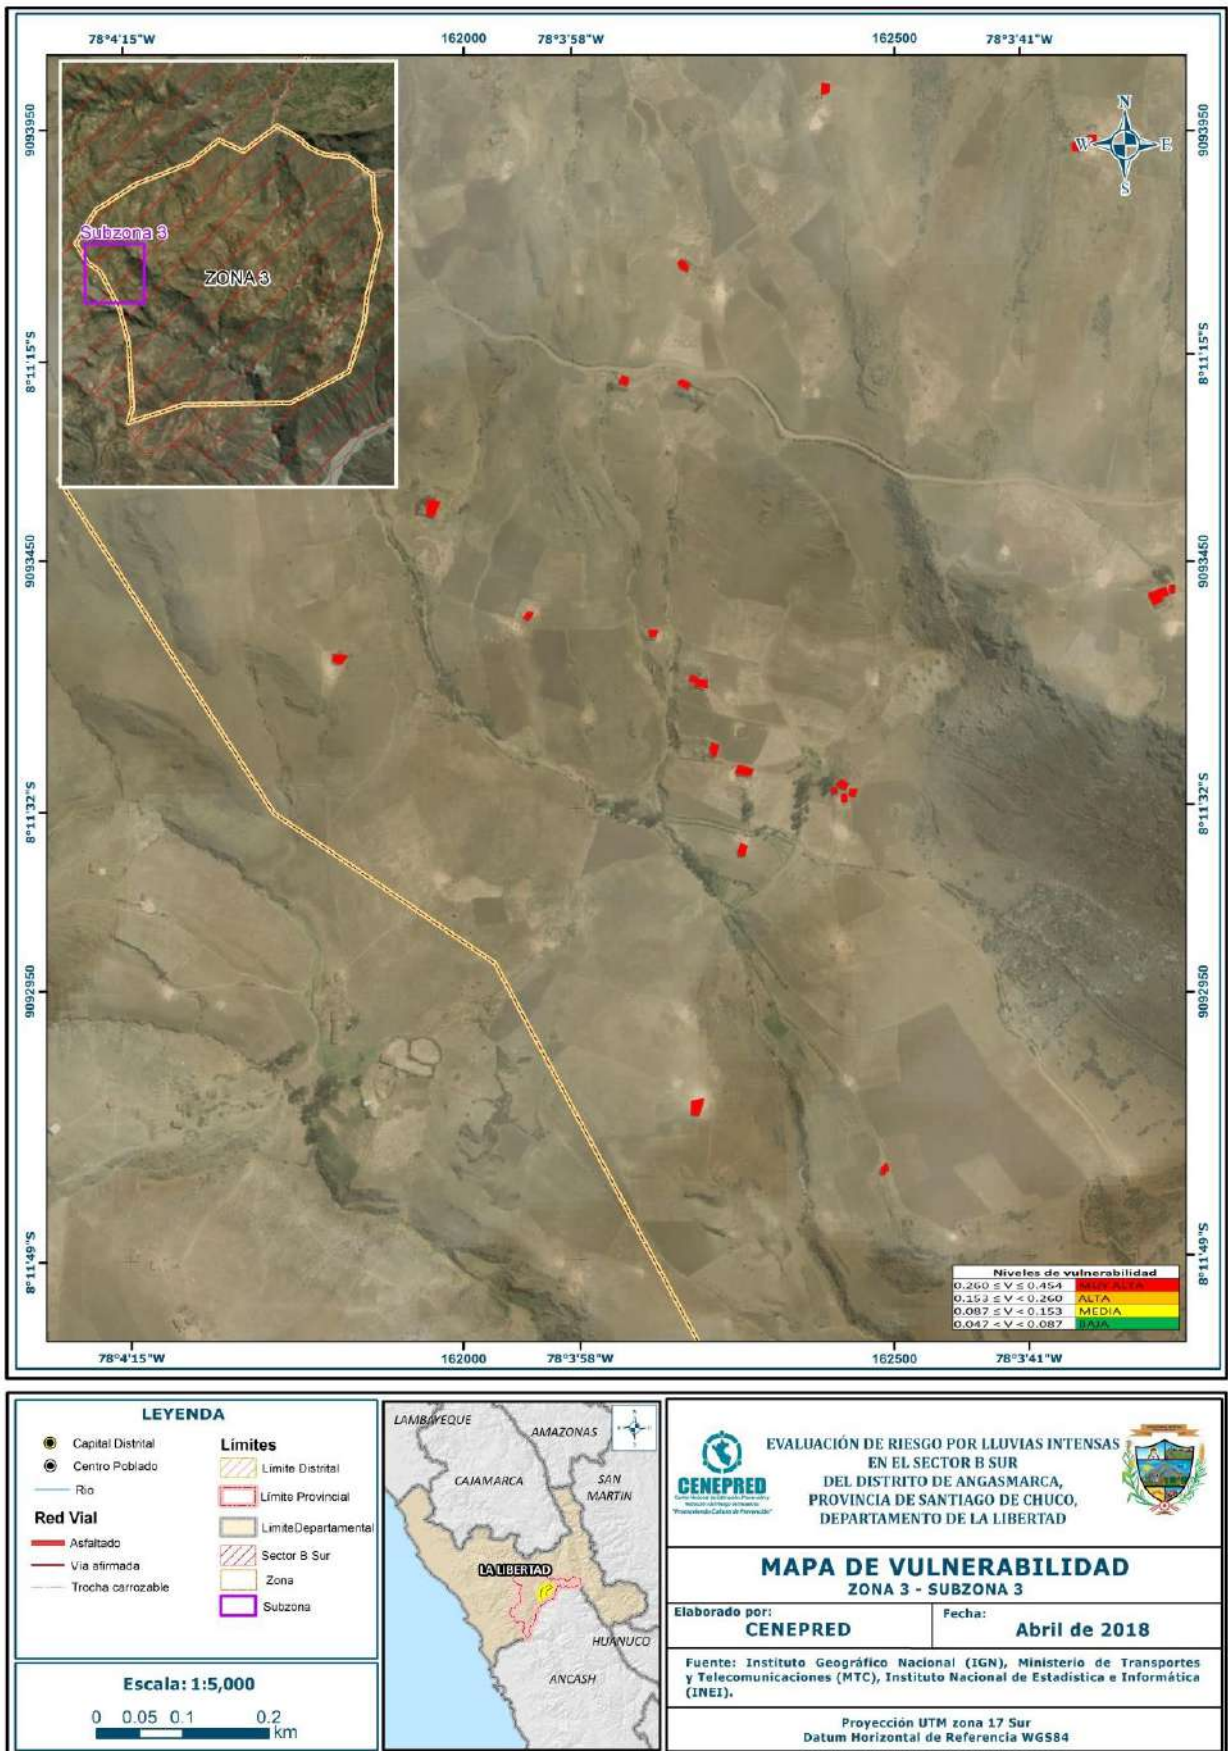 78°4'15"W
162000
78°3'58"W
162500
78°3'41"W
9093950
9093950
N
W
E
S
Subzona 3
ZONA 3
8°11'15"S
8°11'15"S
9093450
9093450
8°11'32"S
8°11'32"S
9092950
9092950
8°11'49"S
8°11'49"S
Niveles de vulnerabilidad
0.260 ≤ V ≤ 0.454 MUY ALTA
0.153 ≤ V < 0.260 ALTA
0.087 ≤ V < 0.153 MEDIA
0.047 < V < 0.087 BAJA
78°4'15"W
162000
78°3'58"W
162500
78°3'41"W
LEYENDA
Capital Distrital
Centro Poblado
Rio
Red Vial
Asfaltado
Via afirmada
Trocha carrozable
Límites
Límite Distrital
Límite Provincial
LimiteDepartamental
Sector B Sur
Zona
Subzona
Escala: 1:5,000
0 0.05 0.1 0.2
km
LAMBAYEQUE
AMAZONAS
CAJAMARCA
SAN
MARTIN
LA LIBERTAD
HUANUCO
ANCASH
CENEPRED
EVALUACIÓN DE RIESGO POR LLUVIAS INTENSAS
EN EL SECTOR B SUR
DEL DISTRITO DE ANGASMARCA,
PROVINCIA DE SANTIAGO DE CHUCO,
DEPARTAMENTO DE LA LIBERTAD
MAPA DE VULNERABILIDAD
ZONA 3 - SUBZONA 3
Elaborado por:
CENEPRED
Fecha:
Abril de 2018
Fuente: Instituto Geográfico Nacional (IGN), Ministerio de Transportes
y Telecomunicaciones (MTC), Instituto Nacional de Estadística e Informática
(INEI).
Proyección UTM zona 17 Sur
Datum Horizontal de Referencia WGS84